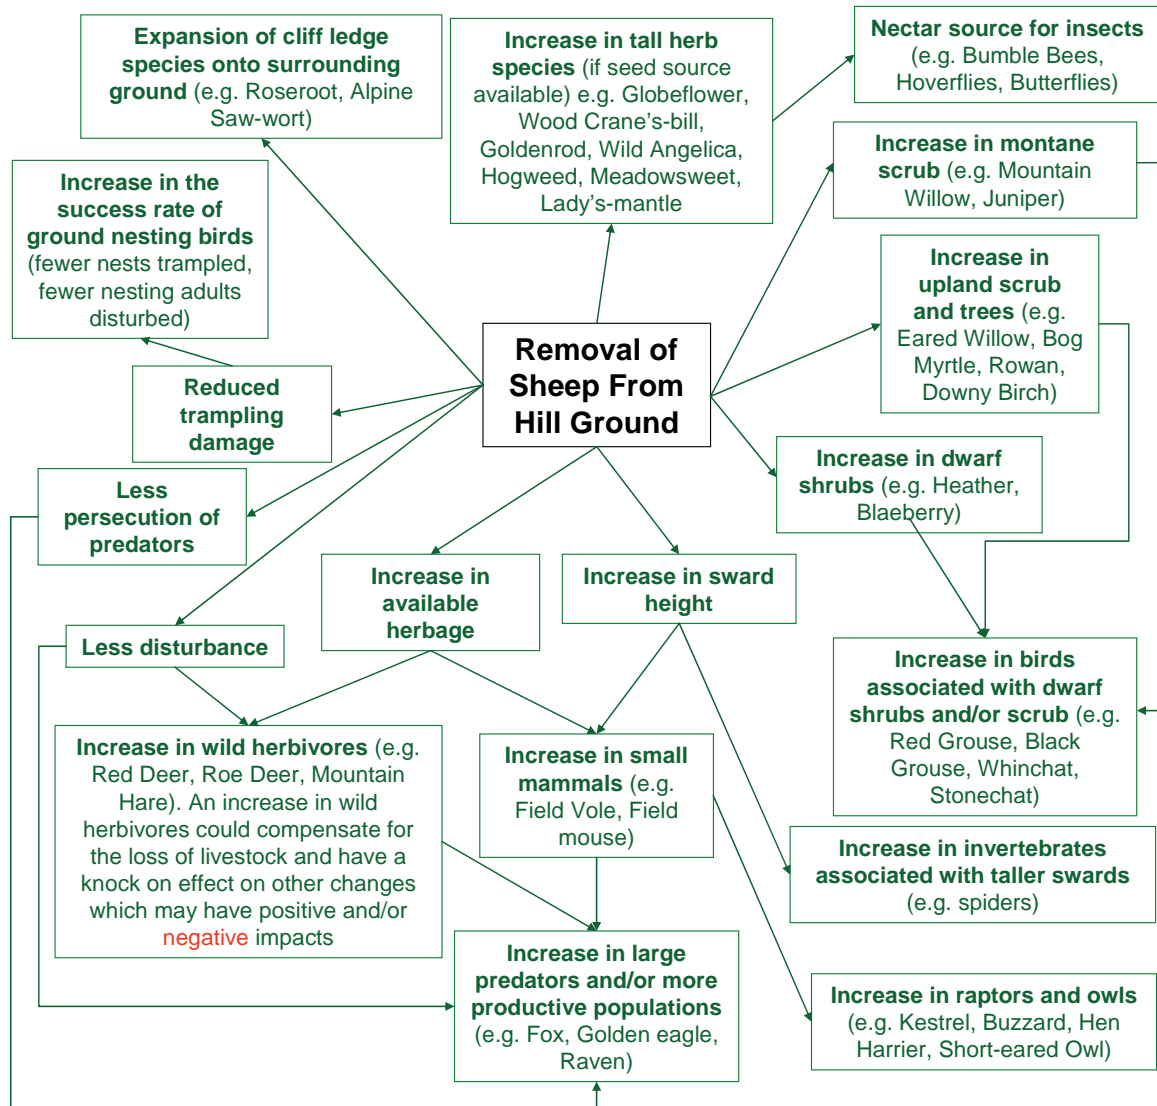 Expansion of cliff ledge
species onto surrounding
ground (e.g. Roseroot, Alpine
Saw-wort)
Increase in tall herb
species (if seed source
available) e.g. Globeflower,
Wood Crane's-bill,
Goldenrod, Wild Angelica,
Hogweed, Meadowsweet,
Lady's-mantle
Nectar source for insects
(e.g. Bumble Bees,
Hoverflies, Butterflies)
Increase in montane
scrub (e.g. Mountain
Willow, Juniper)
Increase in the
success rate of
ground nesting birds
(fewer nests trampled,
fewer nesting adults
disturbed)
Increase in
upland scrub
and trees (e.g.
Eared Willow, Bog
Myrtle, Rowan,
Downy Birch)
Removal of
Sheep From
Hill Ground
Reduced
trampling
damage
Increase in dwarf
shrubs (e.g. Heather,
Blaeberry)
Less
persecution of
predators
Increase in
available
herbage
Increase in sward
height
Less disturbance
Increase in birds
associated with dwarf
shrubs and/or scrub (e.g.
Red Grouse, Black
Grouse, Whinchat,
Stonechat)
Increase in wild herbivores (e.g.
Red Deer, Roe Deer, Mountain
Hare). An increase in wild
herbivores could compensate for
the loss of livestock and have a
knock on effect on other changes
which may have positive and/or
negative impacts
Increase in small
mammals (e.g.
Field Vole, Field
mouse)
Increase in invertebrates
associated with taller swards
(e.g. spiders)
Increase in large
predators and/or more
productive populations
(e.g. Fox, Golden eagle,
Raven)
Increase in raptors and owls
(e.g. Kestrel, Buzzard, Hen
Harrier, Short-eared Owl)